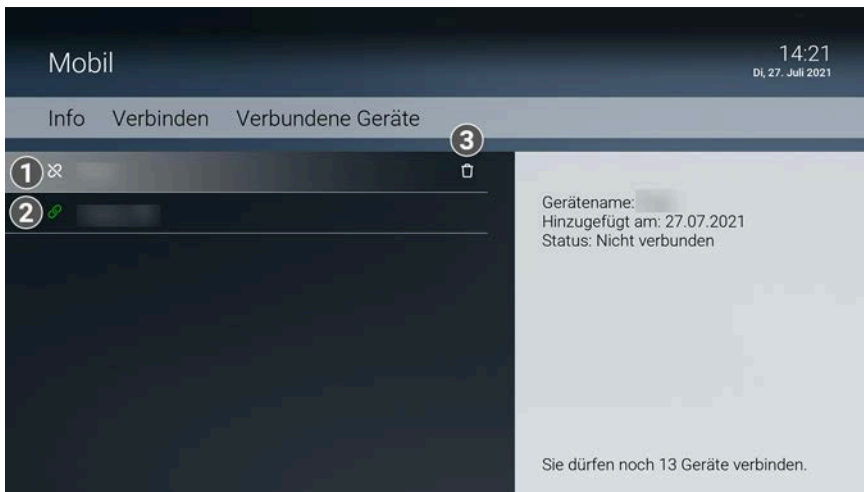 Mobil
14:21
Di, 27. Juli 2021
Info Verbinden Verbundene Geräte
3
1
2
Gerätename:
Hinzugefügt am: 27.07.2021
Status: Nicht verbunden
Sie dürfen noch 13 Geräte verbinden.